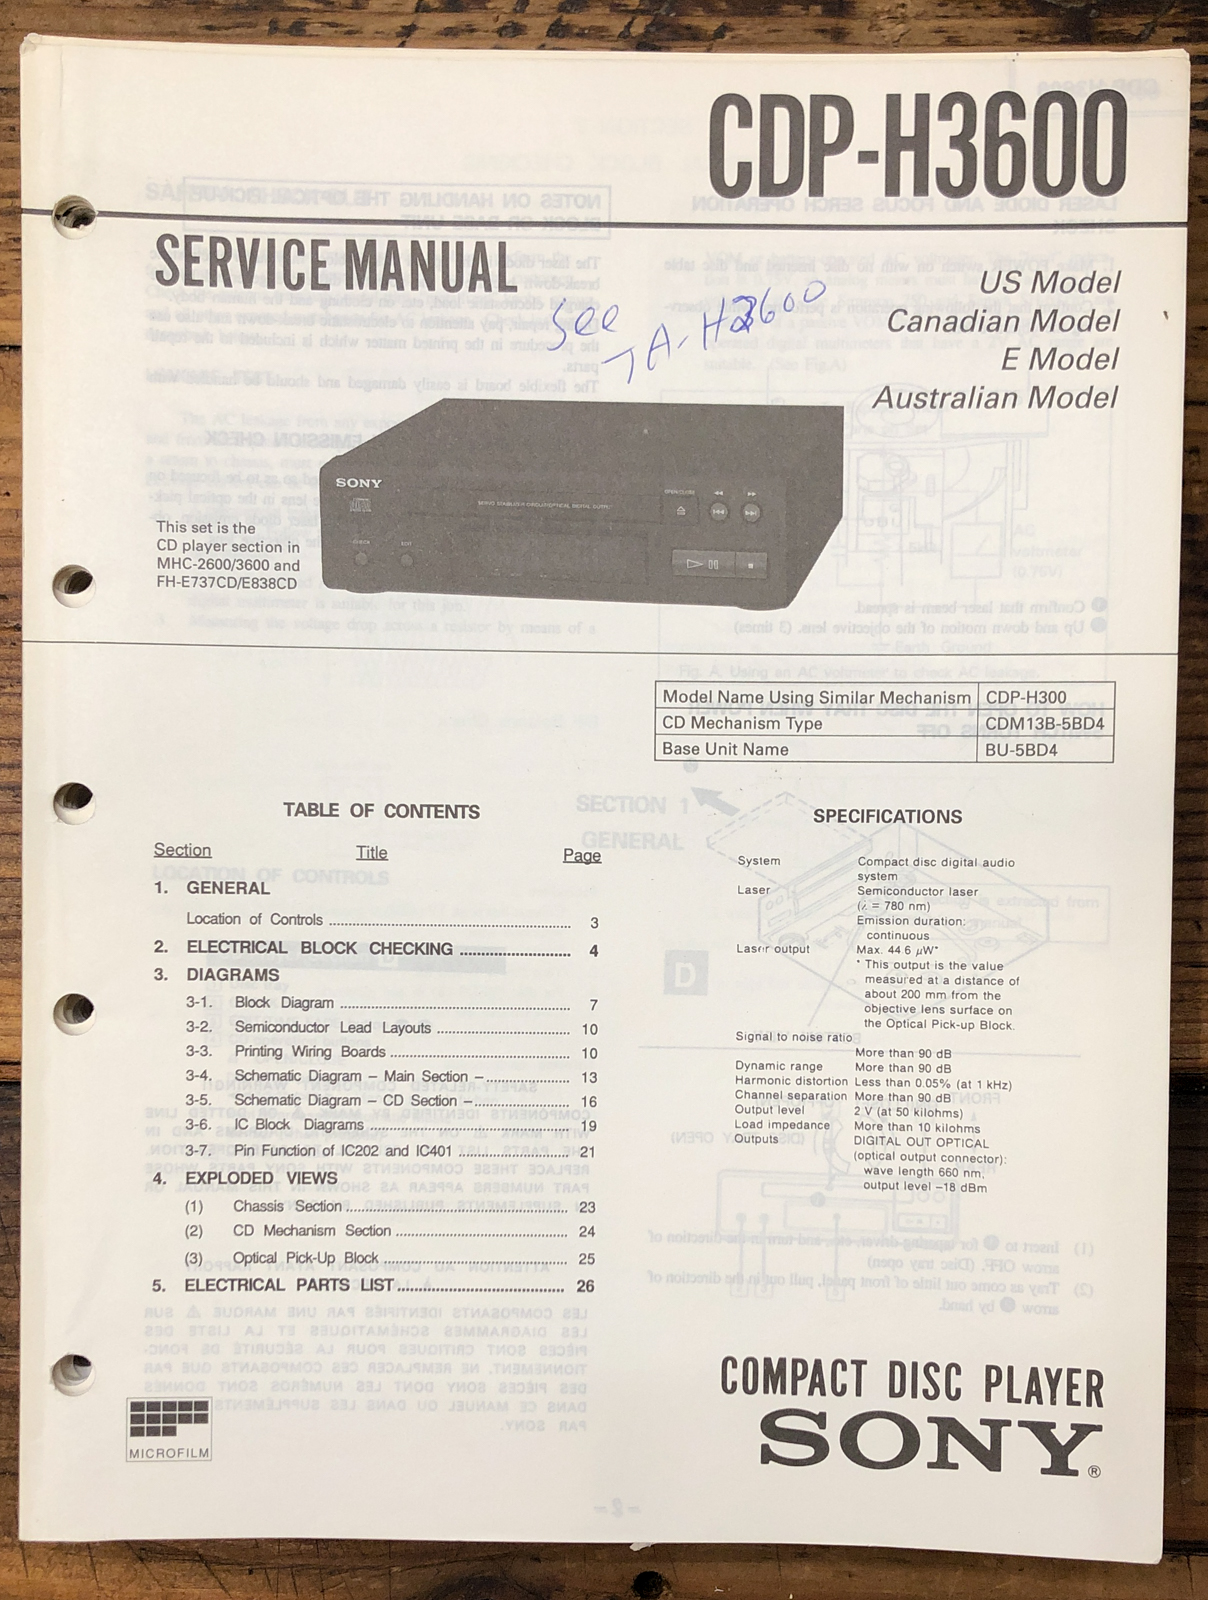 CDP-H3600
SERVICE MANUAL
See
TA-H3600
US Model
Canadian Model
E Model
Australian Model
SONY
OPEN/CLOSE
CHECK
EDIT
This set is the
CD player section in
MHC-2600/3600 and
FH-E737CD/E838CD
Model Name Using Similar Mechanism CDP-H300
CD Mechanism Type CDM13B-5BD4
Base Unit Name BU-5BD4
TABLE OF CONTENTS
Section Title Page
1. GENERAL
Location of Controls ........ 3
2. ELECTRICAL BLOCK CHECKING ........ 4
3. DIAGRAMS
3-1. Block Diagram ........ 7
3-2. Semiconductor Lead Layouts ........ 10
3-3. Printing Wiring Boards ........ 10
3-4. Schematic Diagram – Main Section – ........ 13
3-5. Schematic Diagram – CD Section – ........ 16
3-6. IC Block Diagrams ........ 19
3-7. Pin Function of IC202 and IC401 ........ 21
4. EXPLODED VIEWS
(1) Chassis Section ........ 23
(2) CD Mechanism Section ........ 24
(3) Optical Pick-Up Block ........ 25
5. ELECTRICAL PARTS LIST ........ 26
SPECIFICATIONS
System Compact disc digital audio
system
Laser Semiconductor laser
(λ = 780 nm)
Emission duration:
continuous
Laser output Max. 44.6 μW*
* This output is the value
measured at a distance of
about 200 mm from the
objective lens surface on
the Optical Pick-up Block.
Signal to noise ratio
More than 90 dB
Dynamic range More than 90 dB
Harmonic distortion Less than 0.05% (at 1 kHz)
Channel separation More than 90 dB
Output level 2 V (at 50 kilohms)
Load impedance More than 10 kilohms
Outputs DIGITAL OUT OPTICAL
(optical output connector):
wave length 660 nm,
output level –18 dBm
COMPACT DISC PLAYER
SONY®
MICROFILM